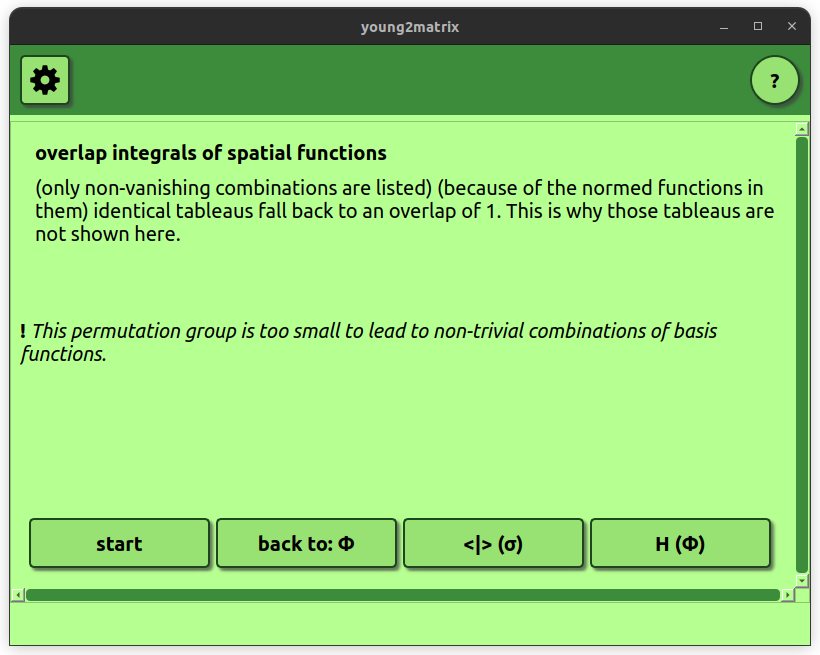 young2matrix
?
overlap integrals of spatial functions
(only non-vanishing combinations are listed) (because of the normed functions in
them) identical tableaus fall back to an overlap of 1. This is why those tableaus are
not shown here.
! This permutation group is too small to lead to non-trivial combinations of basis
functions.
start
back to: Φ
<|> (σ)
H (Φ)